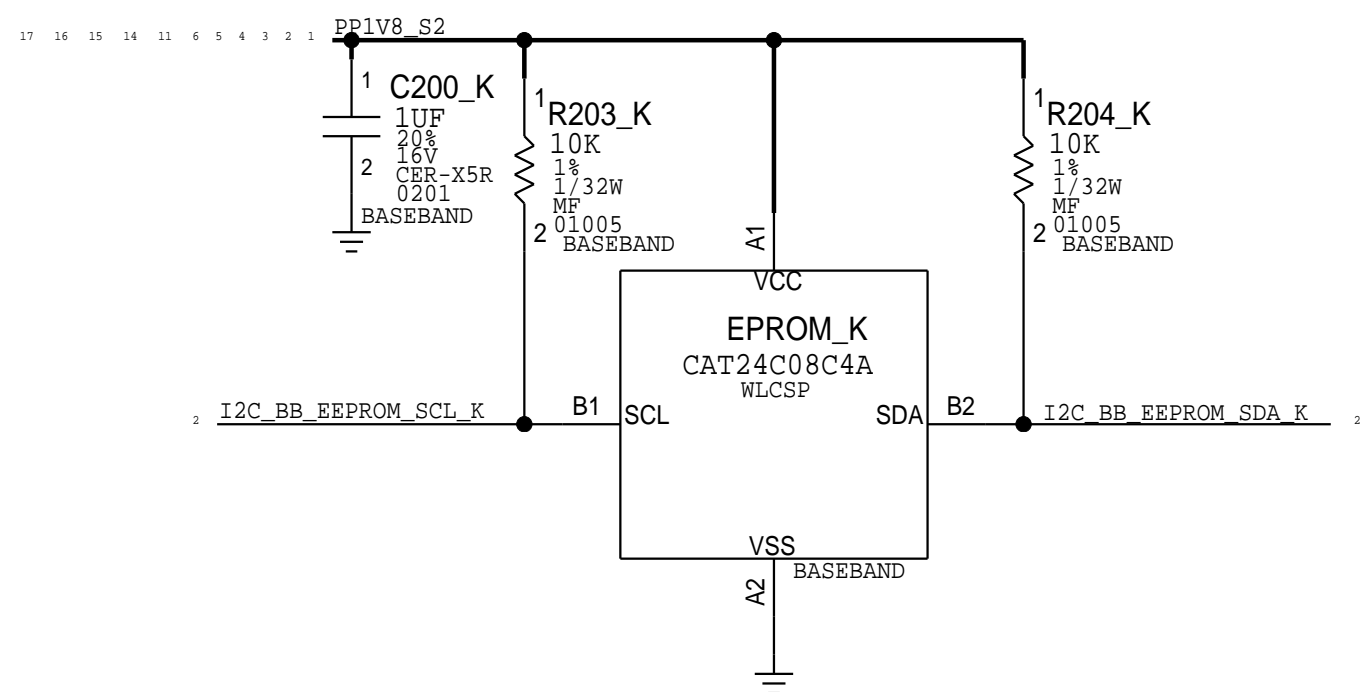 17 16 15 14 11 6 5 4 3 2 1 PP1V8_S2
1
C200_K
1UF
20%
16V
CER-X5R
0201
2
BASEBAND
1
R203_K
10K
1%
1/32W
MF
01005
2
BASEBAND
1
R204_K
10K
1%
1/32W
MF
01005
2
BASEBAND
A1
VCC
EPROM_K
CAT24C08C4A
WLCSP
2 I2C_BB_EEPROM_SCL_K
B1
SCL
SDA
B2
I2C_BB_EEPROM_SDA_K 2
VSS
BASEBAND
A2